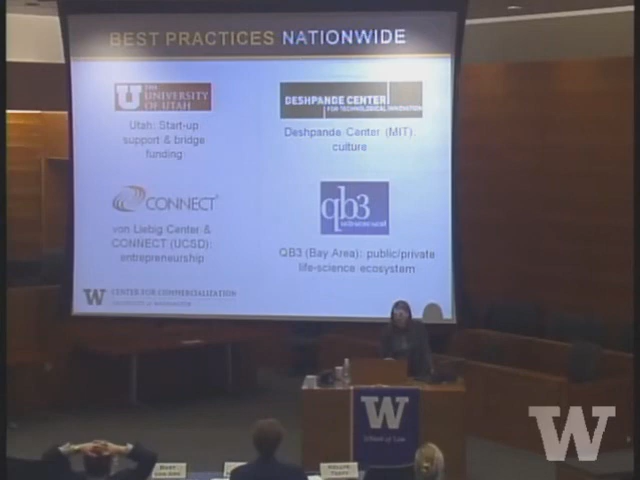 BEST PRACTICES NATIONWIDE
U THE UNIVERSITY OF UTAH
Utah: Start-up
support & bridge
funding
DESHPANDE CENTER
FOR TECHNOLOGICAL INNOVATION
Deshpande Center (MIT):
culture
CONNECT
von Liebig Center &
CONNECT (UCSD):
entrepreneurship
qb3
QB3 (Bay Area): public/private
life-science ecosystem
W CENTER FOR COMMERCIALIZATION
UNIVERSITY OF WASHINGTON
W
School of Law
W
W